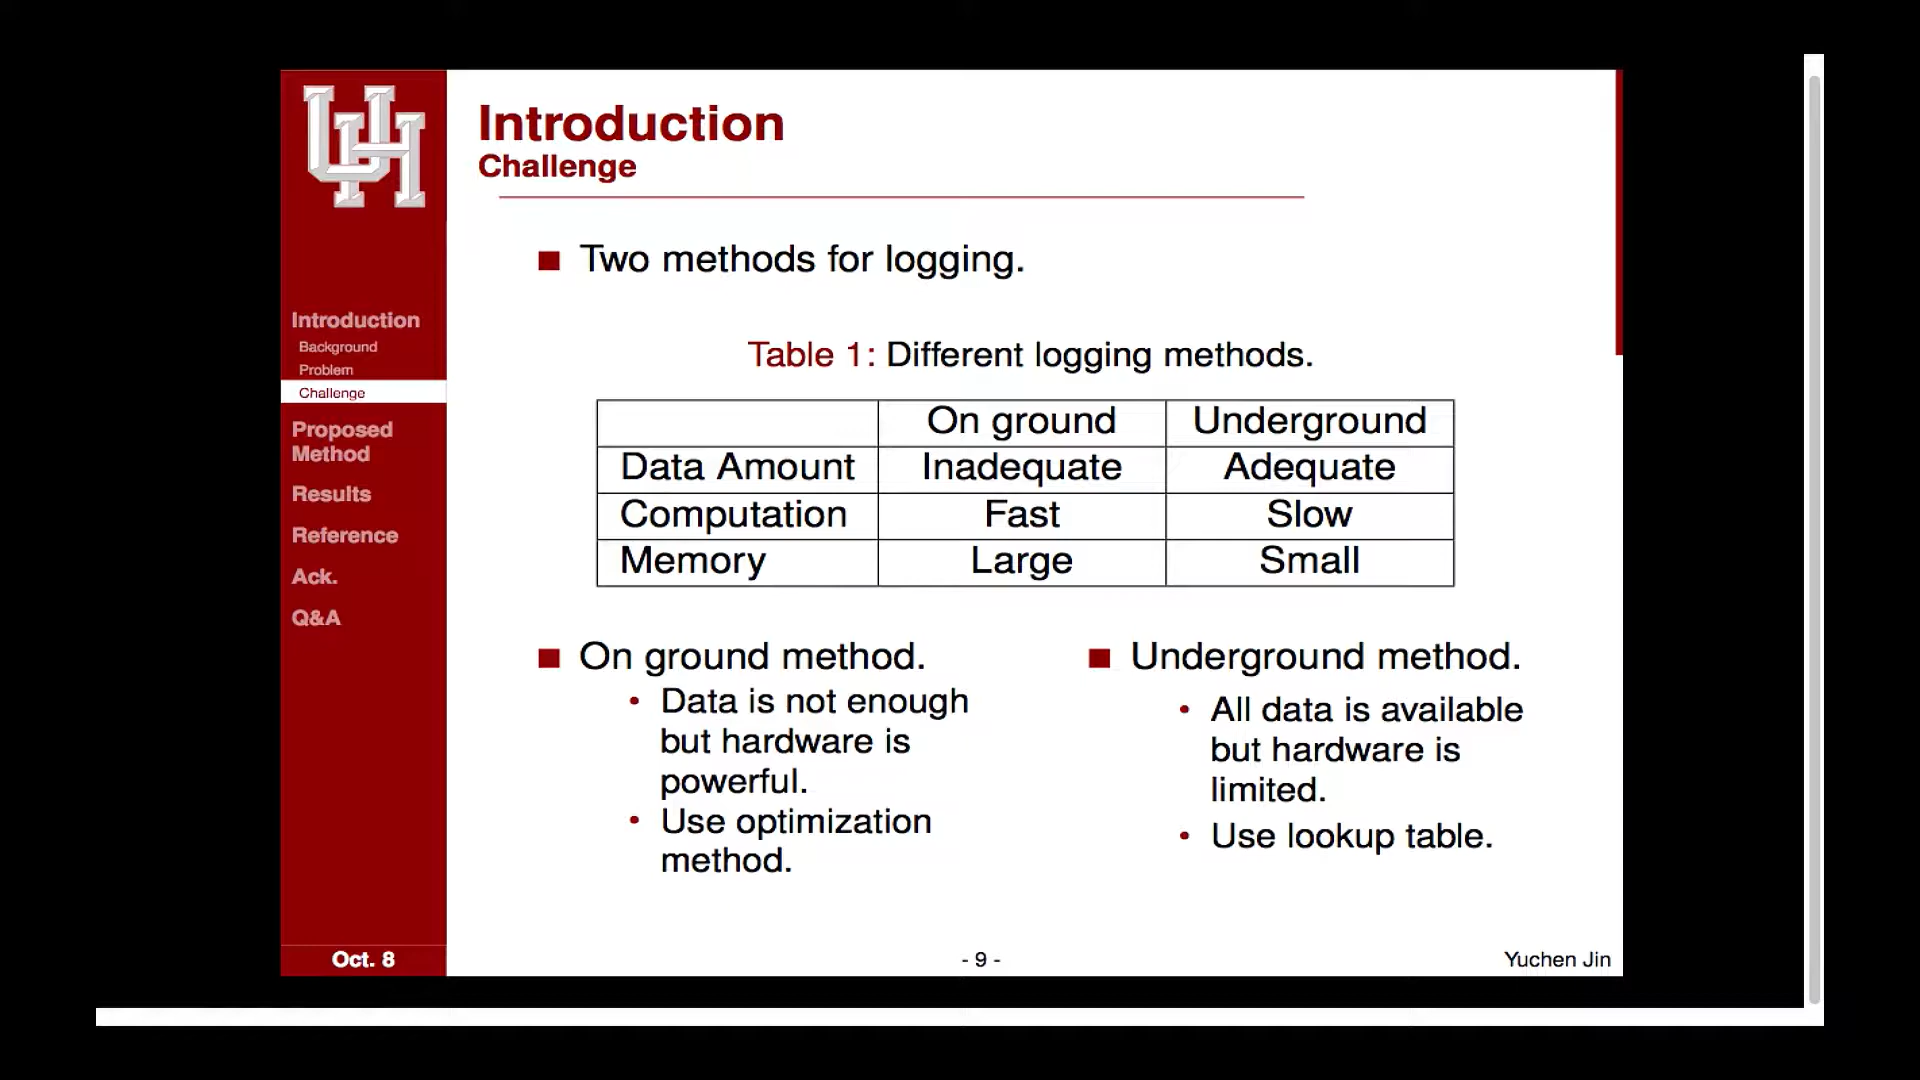 UH
Introduction
Challenge
Introduction
Background
Problem
Challenge
Proposed
Method
Results
Reference
Ack.
Q&A
Two methods for logging.
Table 1: Different logging methods.
On ground Underground
Data Amount Inadequate Adequate
Computation Fast Slow
Memory Large Small
On ground method.
Data is not enough
but hardware is
powerful.
Use optimization
method.
Underground method.
All data is available
but hardware is
limited.
Use lookup table.
Oct. 8
- 9 -
Yuchen Jin